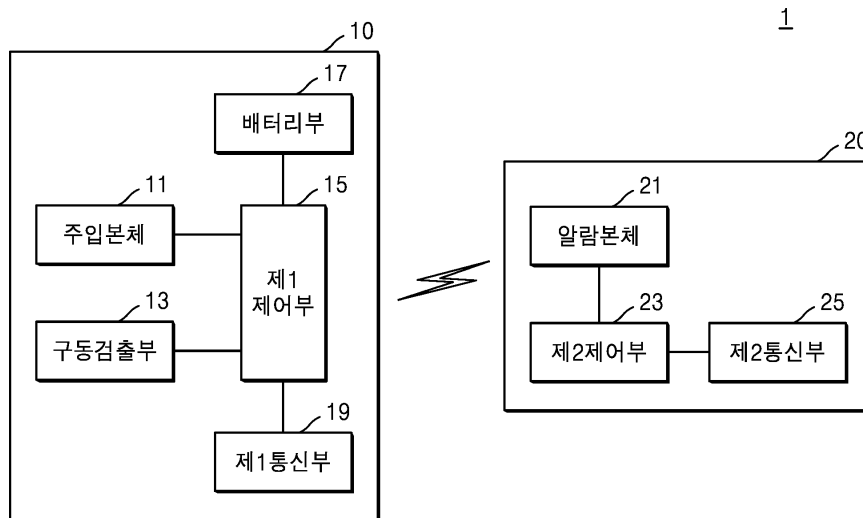 1
10
17
배터리부
11
주입본체
15
제1
제어부
13
구동검출부
19
제1통신부
20
21
알람본체
23
제2제어부
25
제2통신부